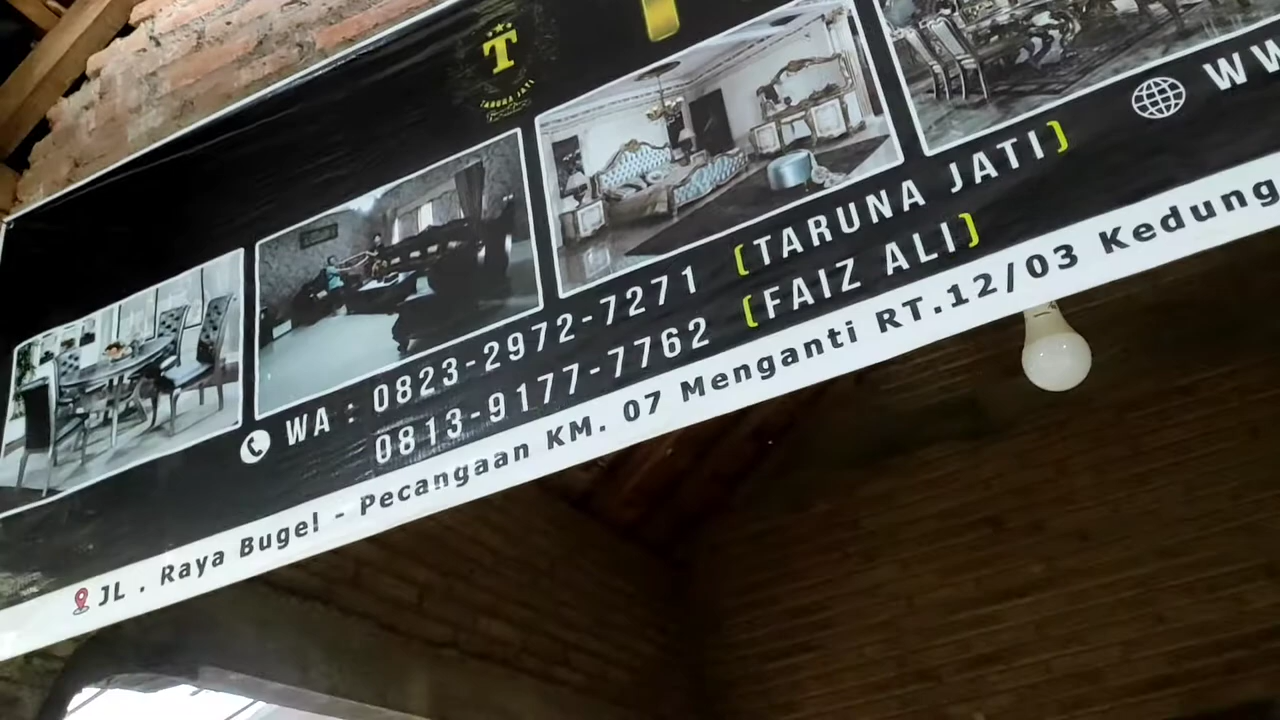 T
TARUNA JATI
WA : 0823-2972-7271 (TARUNA JATI)
0813-9177-7762 (FAIZ ALI)
JL . Raya Bugel - Pecangaan KM. 07 Menganti RT.12/03 Kedung